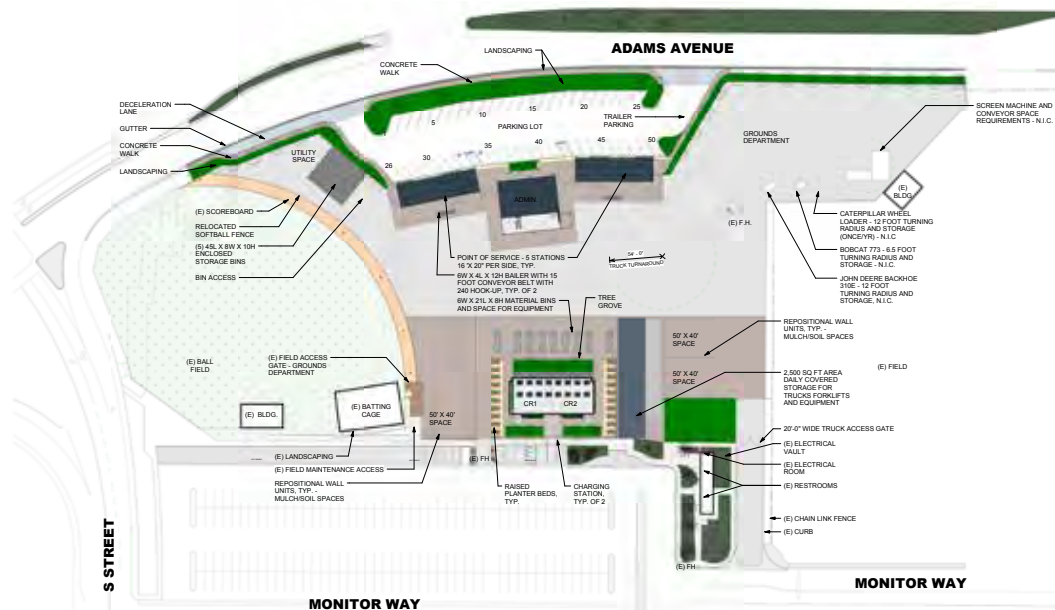 ADAMS AVENUE
LANDSCAPING
CONCRETE
WALK
DECELERATION
LANE
GUTTER
CONCRETE
WALK
LANDSCAPING
UTILITY
SPACE
5
10
15
20
25
PARKING LOT
TRAILER
PARKING
26
30
35
40
45
50
GROUNDS
DEPARTMENT
SCREEN MACHINE AND
CONVEYOR SPACE
REQUIREMENTS - N.I.C.
(E)
BLDG
ADMIN
(E) SCOREBOARD
RELOCATED
SOFTBALL FENCE
(5) 45L X 8W X 10H
ENCLOSED
STORAGE BINS
BIN ACCESS
(E) F.H.
CATERPILLAR WHEEL
LOADER - 12 FOOT TURNING
RADIUS AND STORAGE
(ONCE/YR) - N.I.C
BOBCAT 773 - 6.5 FOOT
TURNING RADIUS AND
STORAGE - N.I.C.
JOHN DEERE BACKHOE
310E - 12 FOOT
TURNING RADIUS AND
STORAGE, N.I.C.
POINT OF SERVICE - 5 STATIONS
16 'X 20" PER SIDE, TYP.
6W X 4L X 12H BAILER WITH 15
FOOT CONVEYOR BELT WITH
240 HOOK-UP, TYP. OF 2
6W X 21L X 8H MATERIAL BINS
AND SPACE FOR EQUIPMENT
54' - 0"
TRUCK TURNAROUND
TREE
GROVE
REPOSITIONAL WALL
UNITS, TYP. -
MULCH/SOIL SPACES
50' X 40'
SPACE
50' X 40'
SPACE
(E) FIELD
2,500 SQ FT AREA
DAILY COVERED
STORAGE FOR
TRUCKS FORKLIFTS
AND EQUIPMENT
(E) BALL
FIELD
(E) FIELD ACCESS
GATE - GROUNDS
DEPARTMENT
(E) BLDG.
(E) BATTING
CAGE
50' X 40'
SPACE
CR1
CR2
20'-0" WIDE TRUCK ACCESS GATE
(E) ELECTRICAL
VAULT
(E) ELECTRICAL
ROOM
(E) RESTROOMS
(E) LANDSCAPING
(E) FIELD MAINTENANCE ACCESS
REPOSITIONAL WALL
UNITS, TYP. -
MULCH/SOIL SPACES
(E) FH
RAISED
PLANTER BEDS,
TYP.
CHARGING
STATION,
TYP. OF 2
(E) CHAIN LINK FENCE
(E) CURB
(E) FH
S STREET
MONITOR WAY
MONITOR WAY